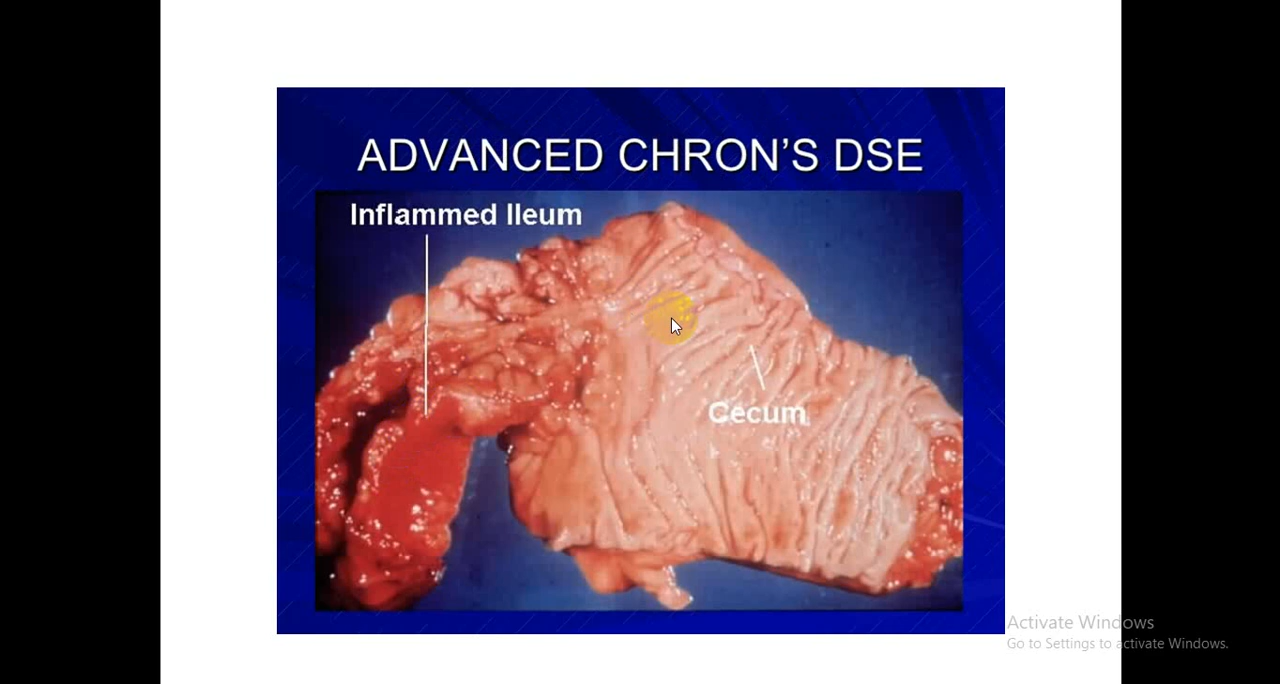 ADVANCED CHRON'S DSE
Inflammed Ileum
Cecum
Activate Windows
Go to Settings to activate Windows.